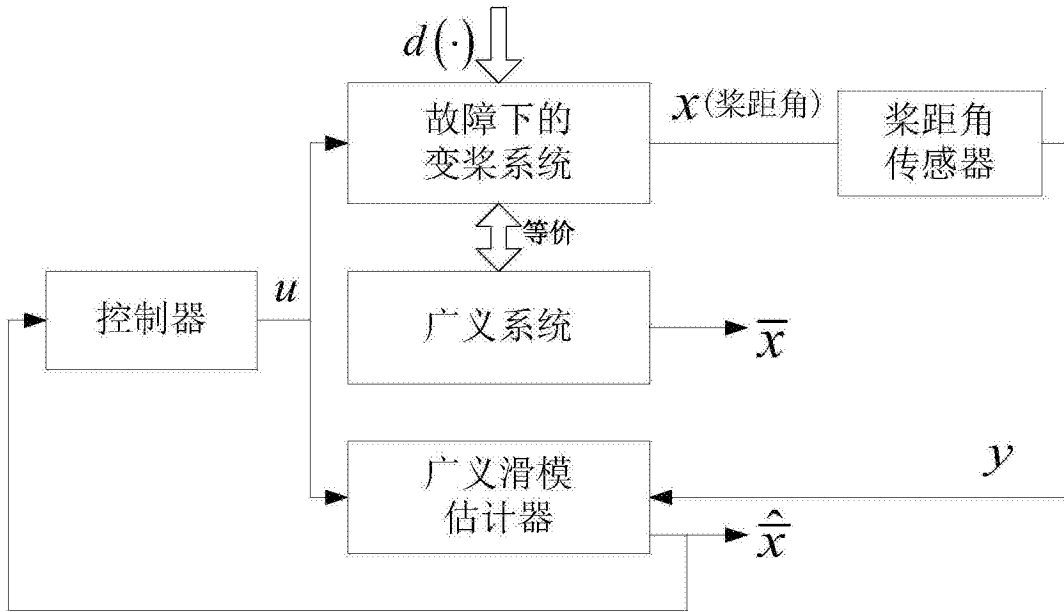 d(·)
故障下的
变桨系统
x(桨距角)
桨距角
传感器
等价
控制器
u
广义系统
x̅
广义滑模
估计器
y
x̅̂